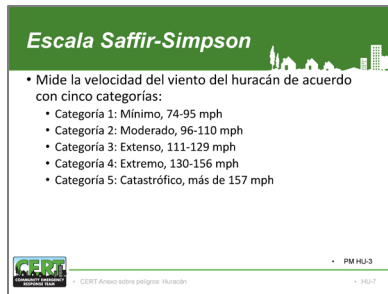 Escala Saffir-Simpson
• Mide la velocidad del viento del huracán de acuerdo
con cinco categorías:
• Categoría 1: Mínimo, 74-95 mph
• Categoría 2: Moderado, 96-110 mph
• Categoría 3: Extenso, 111-129 mph
• Categoría 4: Extremo, 130-156 mph
• Categoría 5: Catastrófico, más de 157 mph
• PM HU-3
CERT
COMMUNITY EMERGENCY
RESPONSE TEAM
• CERT Anexo sobre peligros: Huracán
• HU-7